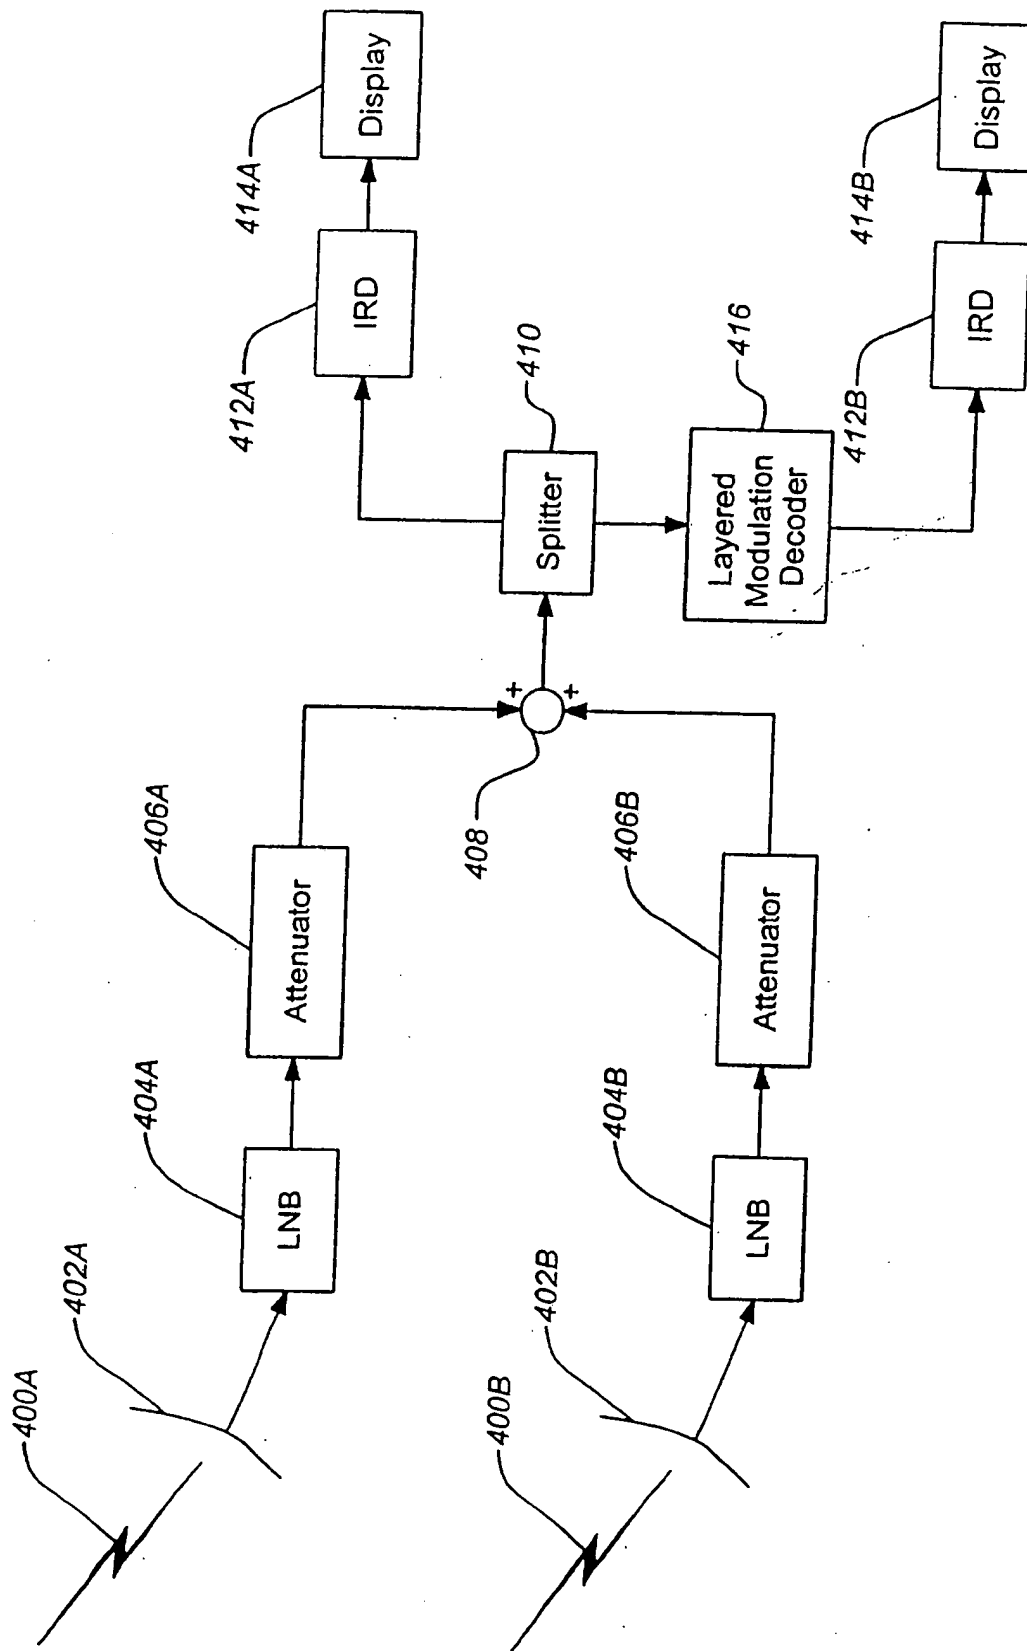 400A
402A
404A
LNB
406A
Attenuator
412A
IRD
414A
Display
408
+
+
410
Splitter
416
Layered
Modulation
Decoder
400B
402B
404B
LNB
406B
Attenuator
412B
IRD
414B
Display